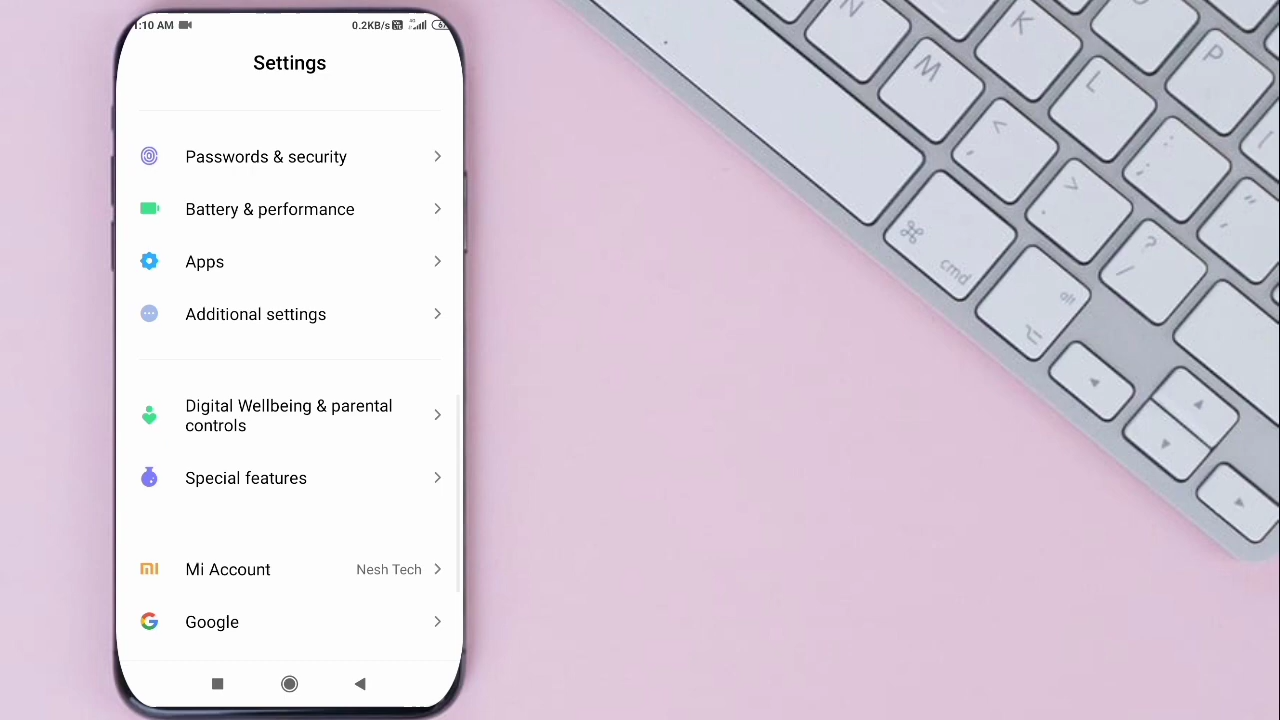 :10 AM
0.2KB/s
Settings
Passwords & security
Battery & performance
Apps
Additional settings
Digital Wellbeing & parental
controls
Special features
Mi Account
Nesh Tech
Google
N
K
P
M
L
<
,
:
;
>
.
"
?
/
⌘
cmd
alt
⌥